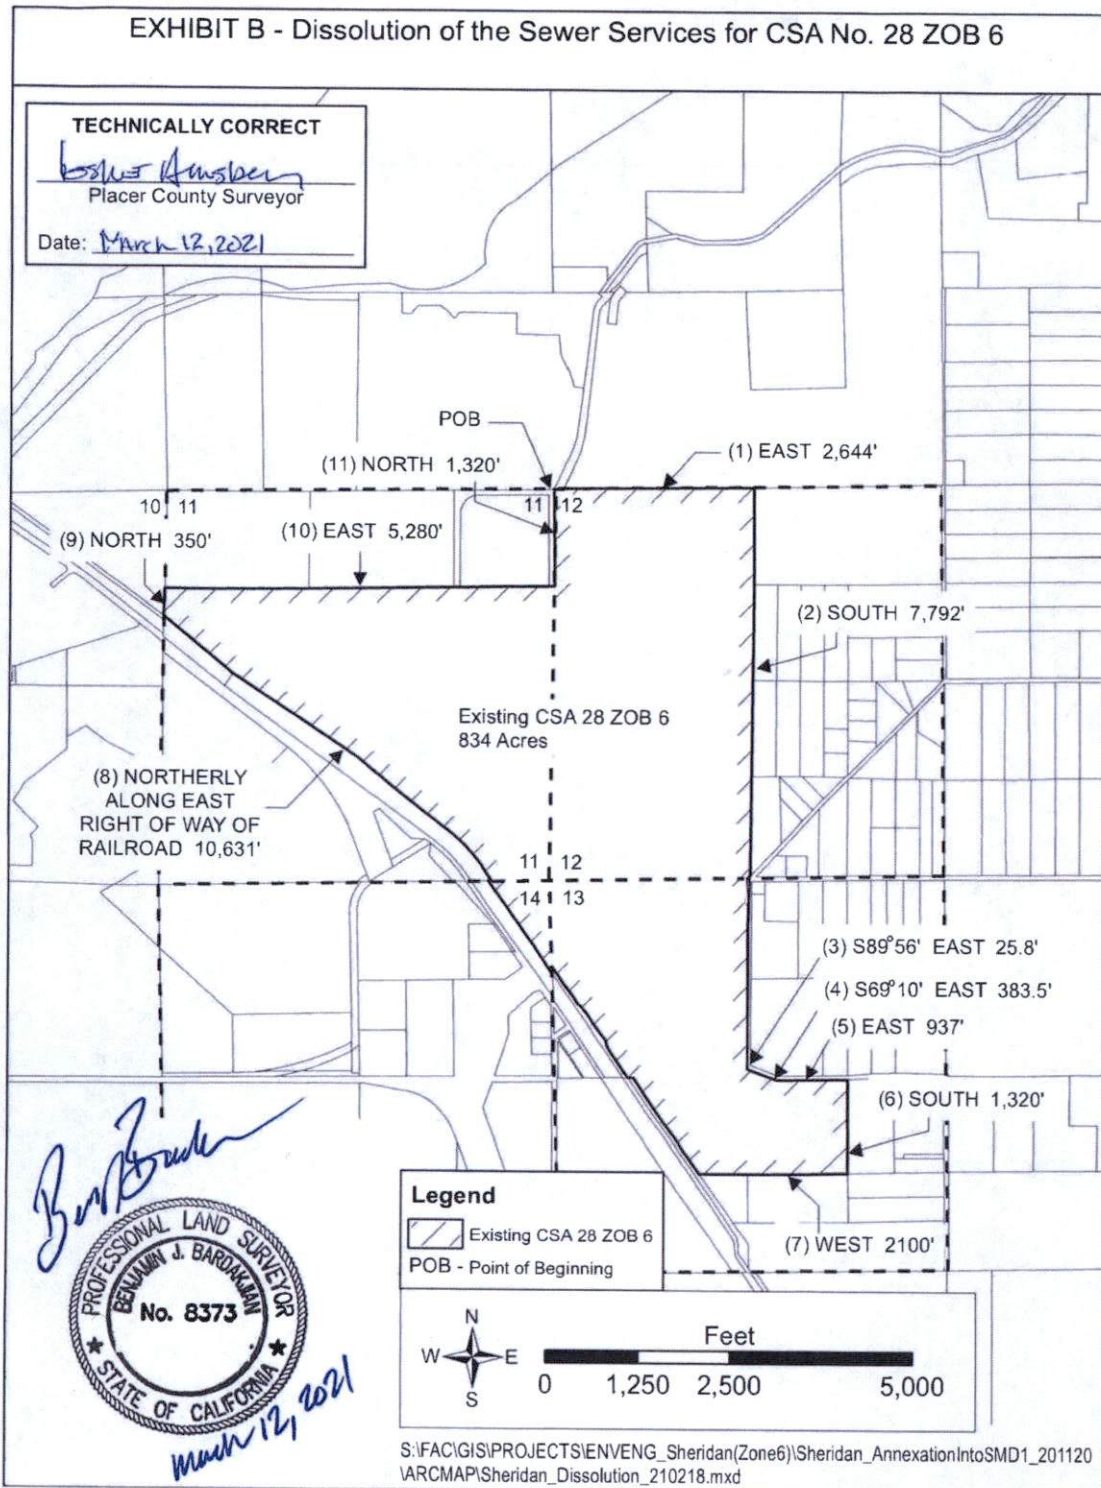 EXHIBIT B - Dissolution of the Sewer Services for CSA No. 28 ZOB 6
TECHNICALLY CORRECT
Placer County Surveyor
Date: March 12, 2021
POB
(1) EAST 2,644'
(11) NORTH 1,320'
10 11
11 12
(9) NORTH 350'
(10) EAST 5,280'
(2) SOUTH 7,792'
Existing CSA 28 ZOB 6
834 Acres
(8) NORTHERLY
ALONG EAST
RIGHT OF WAY OF
RAILROAD 10,631'
11 12
14 13
(3) S89°56' EAST 25.8'
(4) S69°10' EAST 383.5'
(5) EAST 937'
(6) SOUTH 1,320'
(7) WEST 2100'
Legend
Existing CSA 28 ZOB 6
POB - Point of Beginning
PROFESSIONAL LAND SURVEYOR
BENJAMIN J. BARDAKJIAN
No. 8373
STATE OF CALIFORNIA
March 12, 2021
N
W E
S
Feet
0 1,250 2,500 5,000
S:\FAC\GIS\PROJECTS\ENVENG_Sheridan(Zone6)\Sheridan_AnnexationIntoSMD1_201120
\ARCMAP\Sheridan_Dissolution_210218.mxd